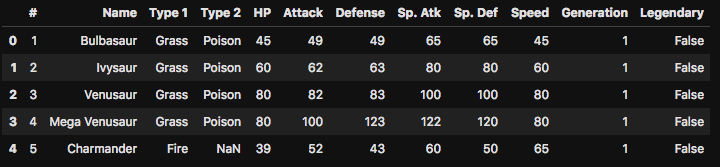 # Name Type 1 Type 2 HP Attack Defense Sp. Atk Sp. Def Speed Generation Legendary
0 1 Bulbasaur Grass Poison 45 49 49 65 65 45 1 False
1 2 Ivysaur Grass Poison 60 62 63 80 80 60 1 False
2 3 Venusaur Grass Poison 80 82 83 100 100 80 1 False
3 4 Mega Venusaur Grass Poison 80 100 123 122 120 80 1 False
4 5 Charmander Fire NaN 39 52 43 60 50 65 1 False